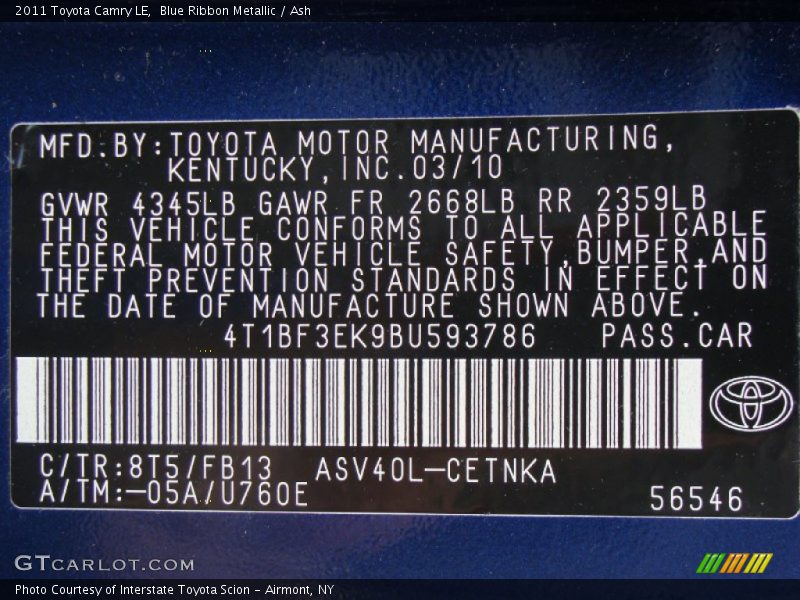 2011 Toyota Camry LE,  Blue Ribbon Metallic / Ash
MFD.BY:TOYOTA MOTOR MANUFACTURING,
KENTUCKY,INC.03/10
GVWR 4345LB GAWR FR 2668LB RR 2359LB
THIS VEHICLE CONFORMS TO ALL APPLICABLE
FEDERAL MOTOR VEHICLE SAFETY,BUMPER,AND
THEFT PREVENTION STANDARDS IN EFFECT ON
THE DATE OF MANUFACTURE SHOWN ABOVE.
4T1BF3EK9BU593786 PASS.CAR
C/TR:8T5/FB13 ASV40L-CETNKA
A/TM:-05A/U760E
56546
GTCARLOT.COM
Photo Courtesy of Interstate Toyota Scion - Airmont, NY